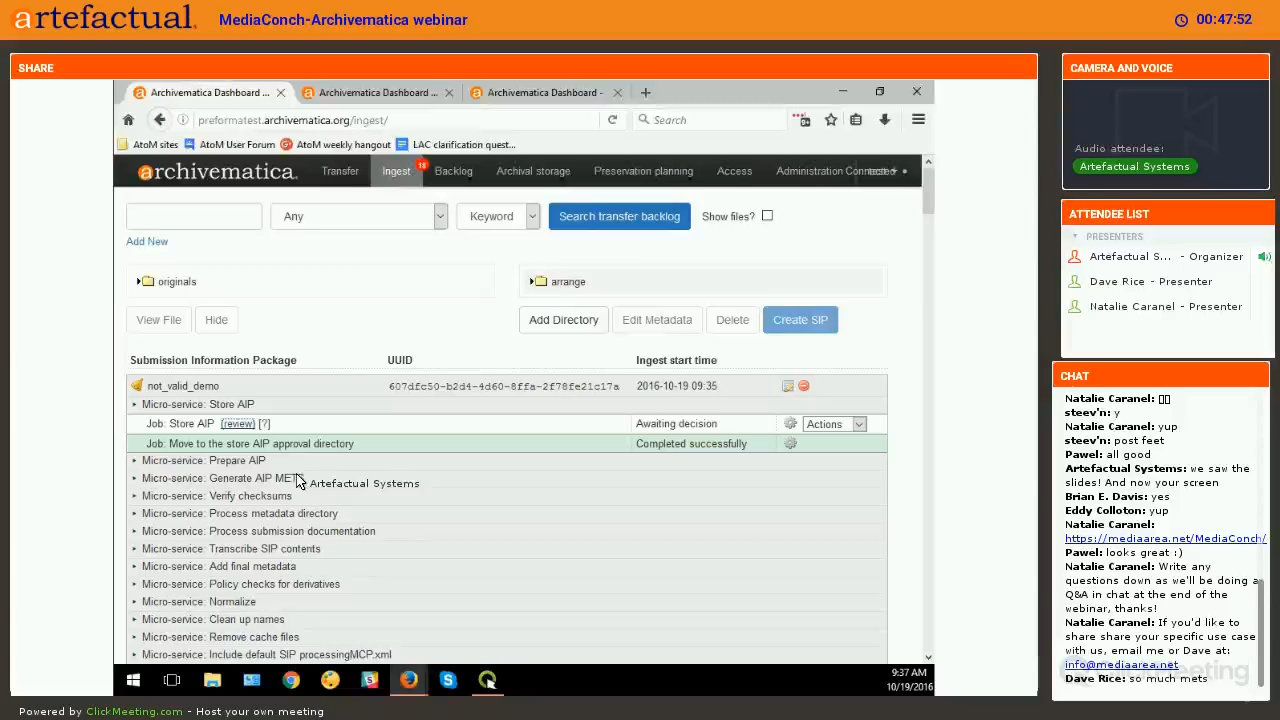 artefactual.
MediaConch-Archivematica webinar
00:47:52
SHARE
Archivematica Dashboard ...
Archivematica Dashboard ...
Archivematica Dashboard -
preformatest.archivematica.org/ingest/
Search
AtoM sites
AtoM User Forum
AtoM weekly hangout
LAC clarification quest...
archivematica.
Transfer
Ingest
18
Backlog
Archival storage
Preservation planning
Access
Administration
Any
Keyword
Search transfer backlog
Show files?
Add New
originals
arrange
View File
Hide
Add Directory
Edit Metadata
Delete
Create SIP
Submission Information Package
UUID
Ingest start time
not_valid_demo
607dfc50-b2d4-4d60-8ffa-2f78fe21c17a
2016-10-19 09:35
Micro-service: Store AIP
Job: Store AIP (review) [?]
Awaiting decision
Actions
Job: Move to the store AIP approval directory
Completed successfully
Micro-service: Prepare AIP
Micro-service: Generate AIP METS
Artefactual Systems
Micro-service: Verify checksums
Micro-service: Process metadata directory
Micro-service: Process submission documentation
Micro-service: Transcribe SIP contents
Micro-service: Add final metadata
Micro-service: Policy checks for derivatives
Micro-service: Normalize
Micro-service: Clean up names
Micro-service: Remove cache files
Micro-service: Include default SIP processingMCP.xml
9:37 AM
10/19/2016
CAMERA AND VOICE
Audio attendee:
Artefactual Systems
ATTENDEE LIST
PRESENTERS
Artefactual S... - Organizer
Dave Rice - Presenter
Natalie Caranel - Presenter
CHAT
Natalie Caranel:
steev'n: y
Natalie Caranel: yup
steev'n: post feet
Pawel: all good
Artefactual Systems: we saw the
slides! And now your screen
Brian E. Davis: yes
Eddy Colloton: yup
Natalie Caranel:
https://mediaarea.net/MediaConch/
Pawel: looks great :)
Natalie Caranel: Write any
questions down as we'll be doing a
Q&A in chat at the end of the
webinar, thanks!
Natalie Caranel: If you'd like to
share share your specific use case
with us, email me or Dave at:
info@mediaarea.net
Dave Rice: so much mets
Powered by ClickMeeting.com - Host your own meeting